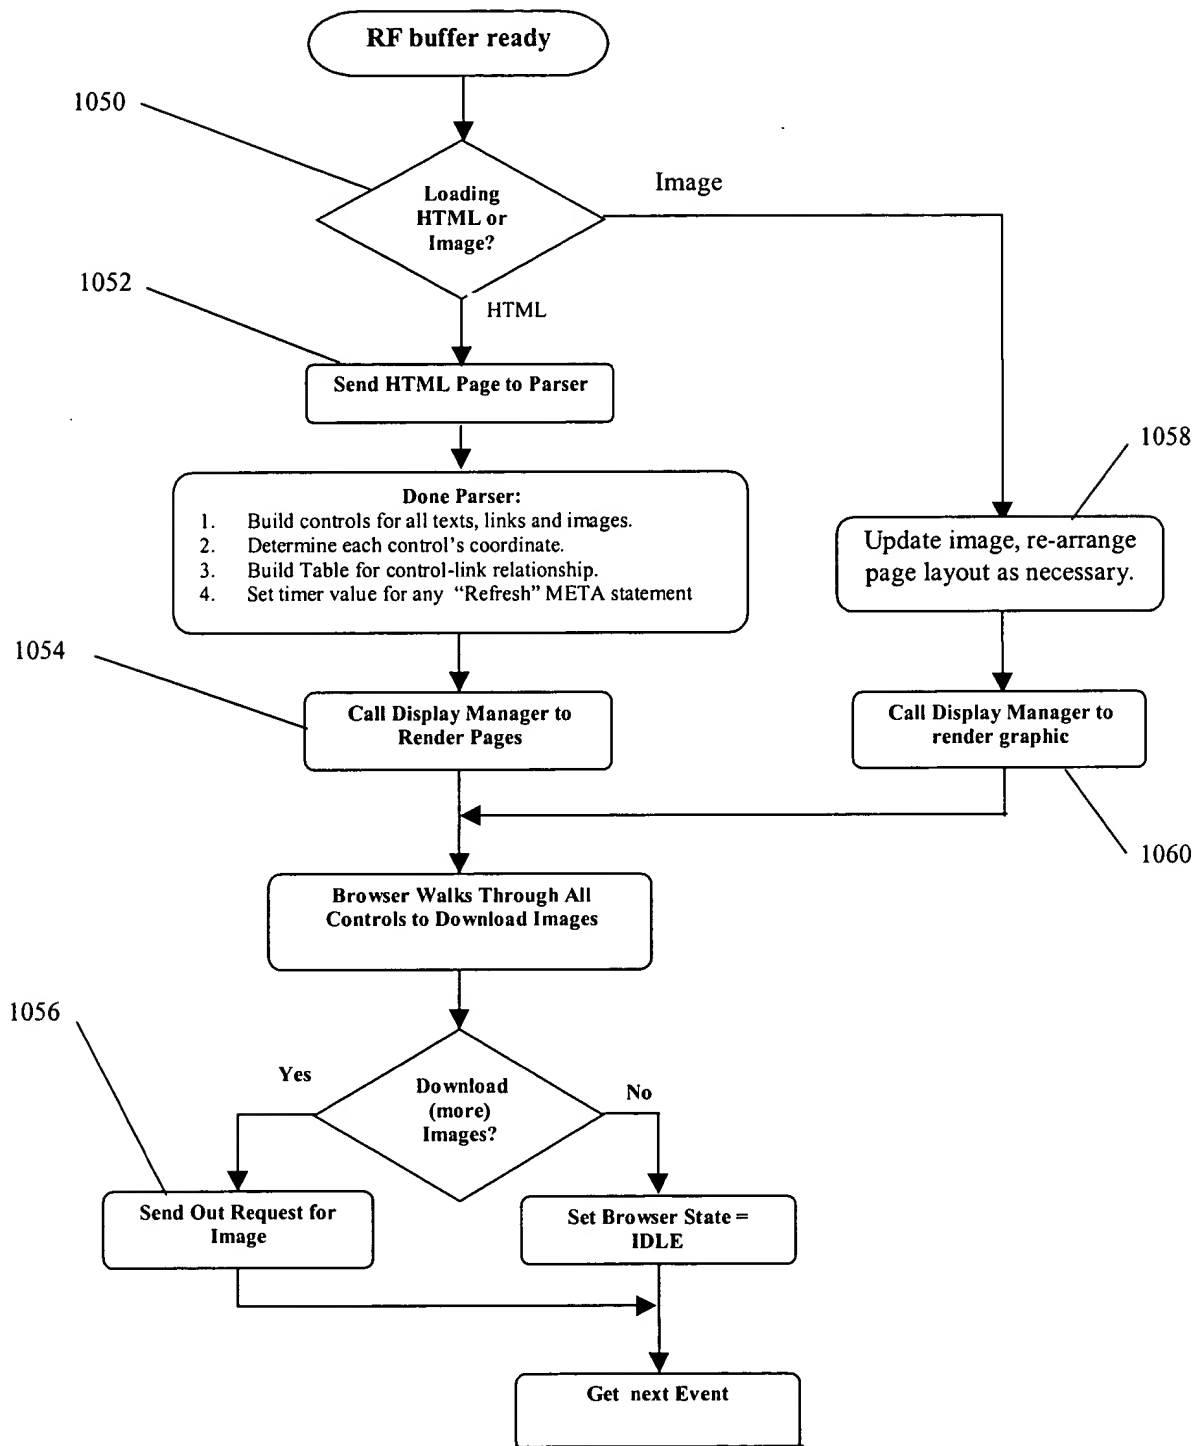 RF buffer ready
1050
Loading
HTML or
Image?
Image
1052
HTML
Send HTML Page to Parser
1058
Done Parser:
1. Build controls for all texts, links and images.
2. Determine each control's coordinate.
3. Build Table for control-link relationship.
4. Set timer value for any “Refresh” META statement
Update image, re-arrange
page layout as necessary.
1054
Call Display Manager to
Render Pages
Call Display Manager to
render graphic
1060
Browser Walks Through All
Controls to Download Images
1056
Yes
Download
(more)
Images?
No
Send Out Request for
Image
Set Browser State =
IDLE
Get next Event